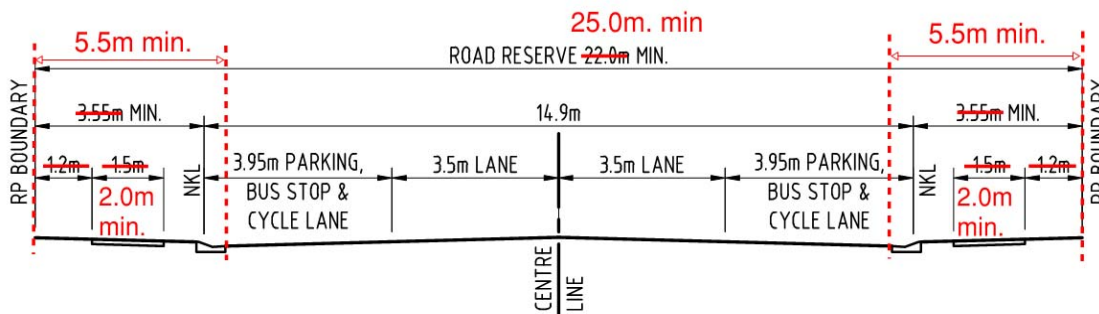 25.0m. min
5.5m min.
5.5m min.
ROAD RESERVE 22.0m MIN.
RP BOUNDARY
3.55m MIN.
14.9m
3.55m MIN.
RP BOUNDARY
1.2m
1.5m
NKL
3.95m PARKING,
BUS STOP &
CYCLE LANE
3.5m LANE
3.5m LANE
3.95m PARKING,
BUS STOP &
CYCLE LANE
NKL
1.5m
1.2m
2.0m
min.
2.0m
min.
CENTRE
LINE